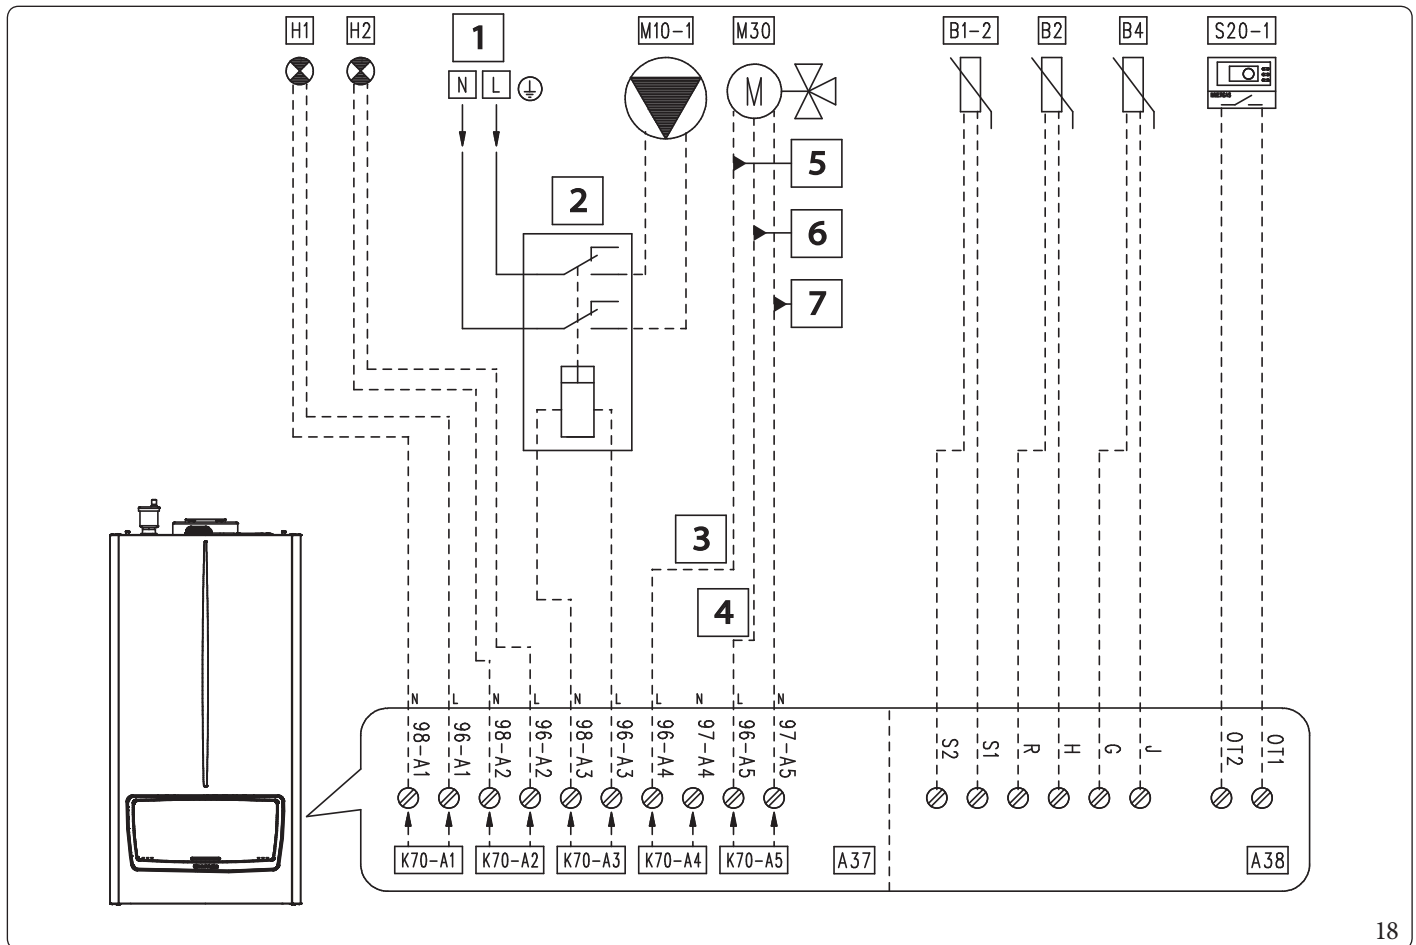 H1 H2 1 M10-1 M30 B1-2 B2 B4 S20-1
N L M
5
2
6
7
3
4
N L N L N L L N L N
98-A1 96-A1 98-A2 96-A2 98-A3 96-A3 96-A4 97-A4 96-A5 97-A5 S2 S1 R H G J OT2 OT1
K70-A1 K70-A2 K70-A3 K70-A4 K70-A5 A37 A38
18